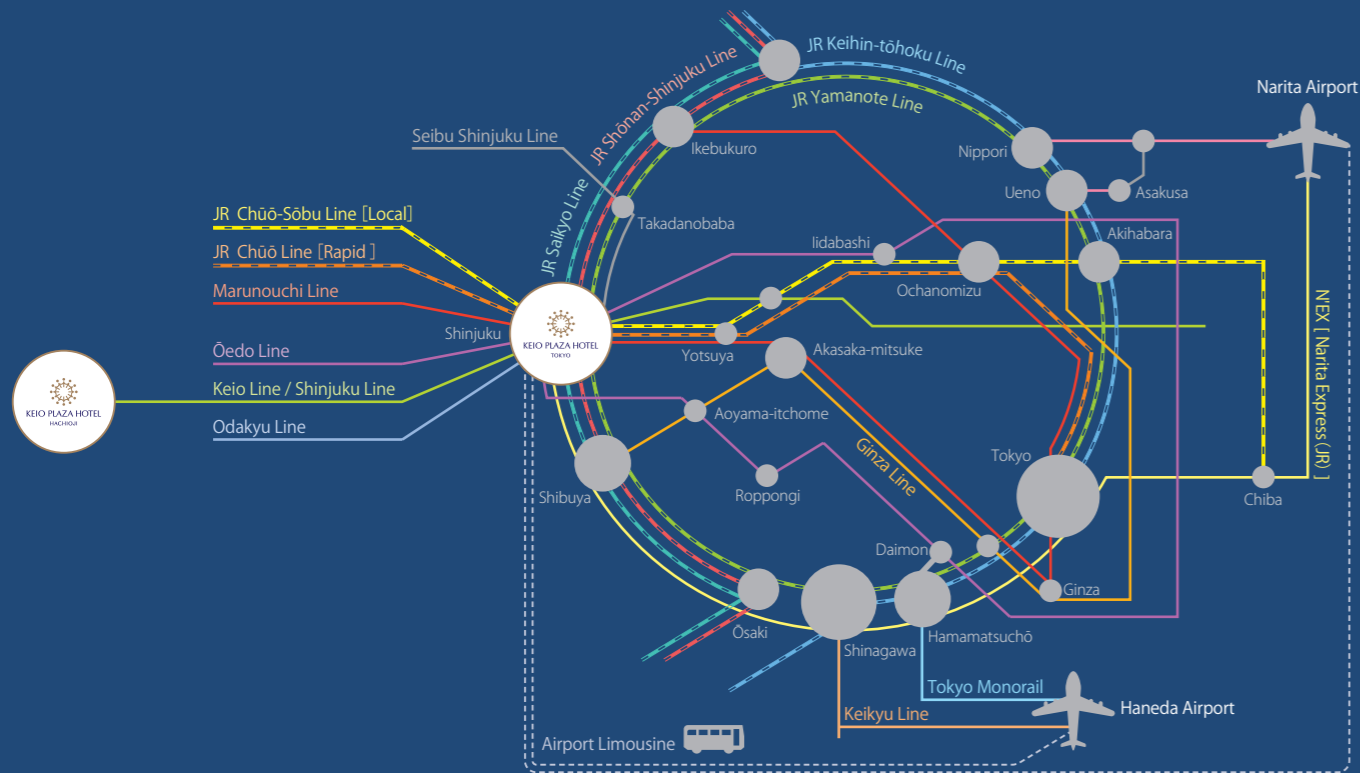 JR Keihin-tōhoku Line
JR Shōnan-Shinjuku Line
JR Yamanote Line
Narita Airport
Seibu Shinjuku Line
Ikebukuro
Nippori
Ueno
Asakusa
JR Saikyo Line
Takadanobaba
JR Chūō-Sōbu Line [Local]
Iidabashi
Akihabara
JR Chūō Line [Rapid ]
Ochanomizu
Marunouchi Line
Shinjuku
KEIO PLAZA HOTEL
TOKYO
Yotsuya
Akasaka-mitsuke
N'EX [ Narita Express (JR) ]
Ōedo Line
Keio Line / Shinjuku Line
KEIO PLAZA HOTEL
HACHIOJI
Aoyama-itchome
Odakyu Line
Ginza Line
Tokyo
Shibuya
Roppongi
Chiba
Daimon
Ginza
Ōsaki
Hamamatsuchō
Shinagawa
Tokyo Monorail
Haneda Airport
Keikyu Line
Airport Limousine